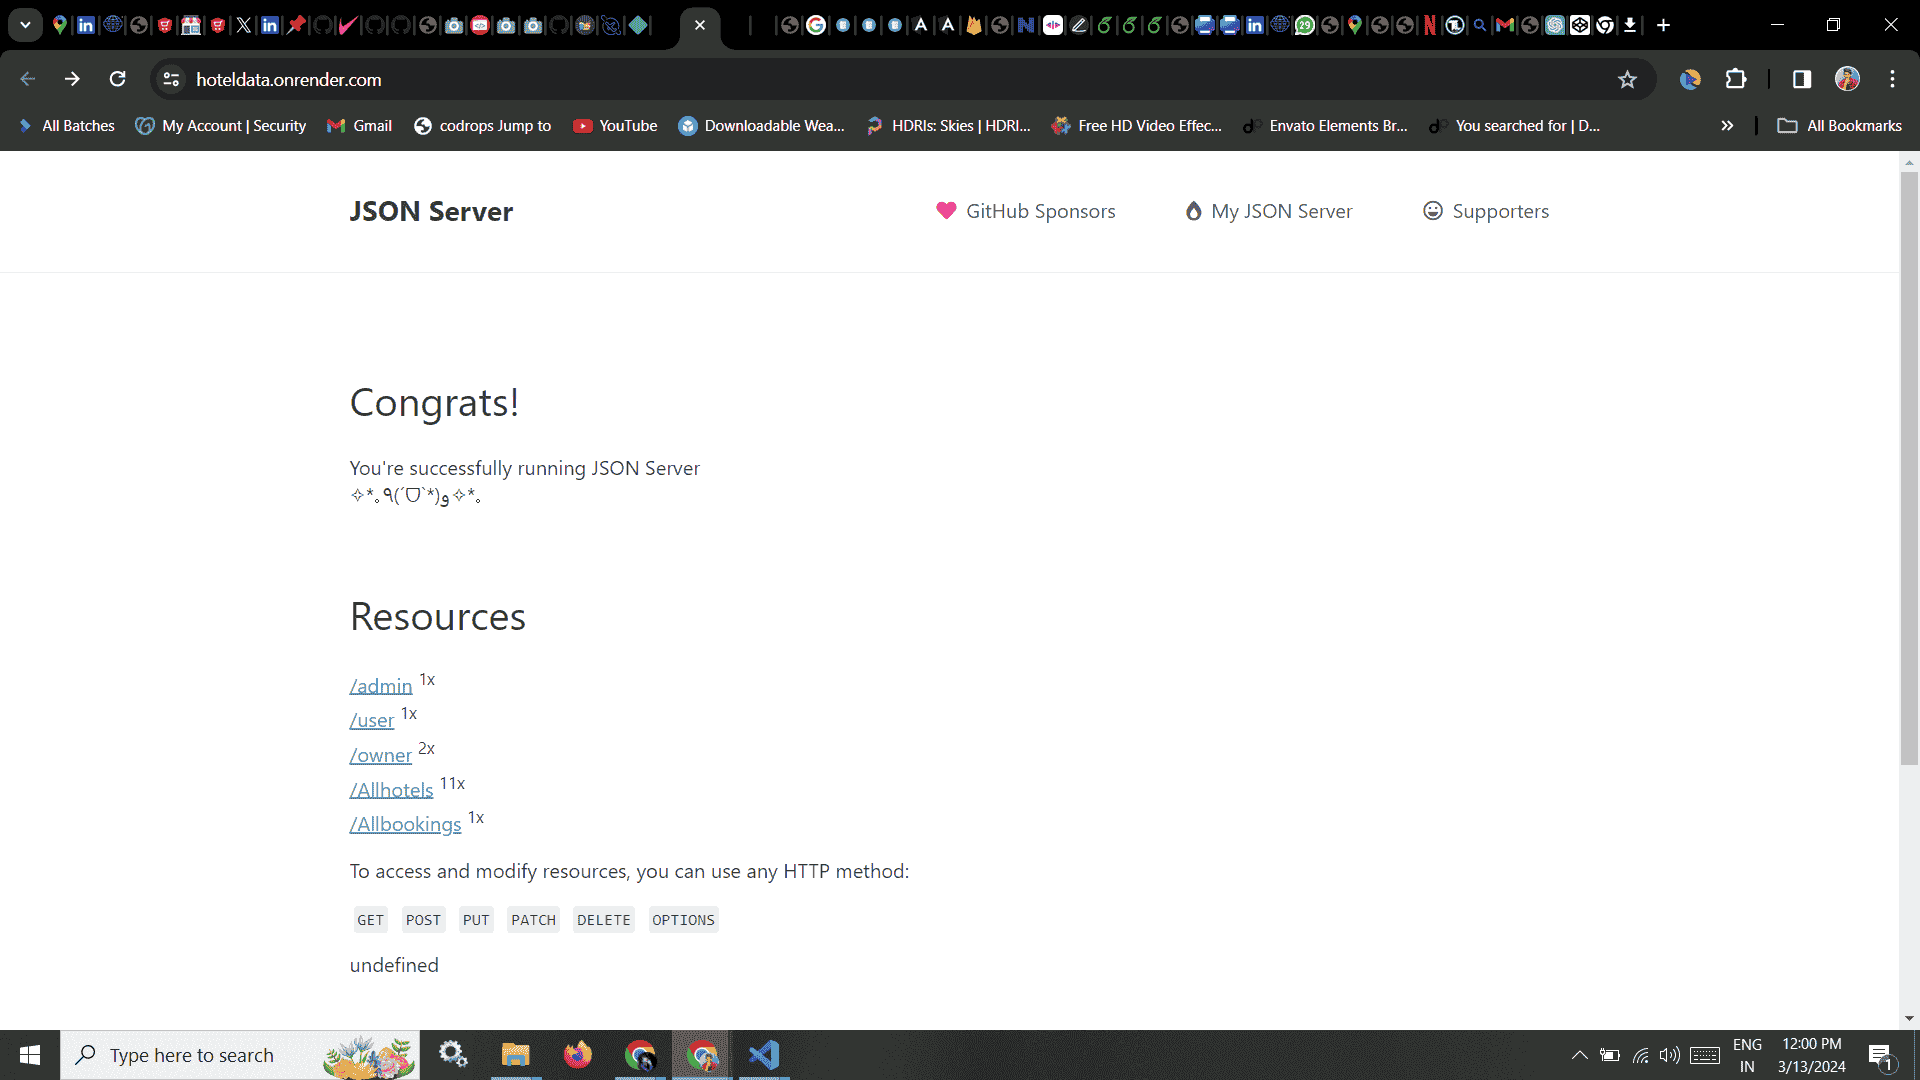 hoteldata.onrender.com
All Batches
My Account | Security
Gmail
codrops Jump to
YouTube
Downloadable Wea...
HDRIs: Skies | HDRI...
Free HD Video Effec...
Envato Elements Br...
You searched for | D...
All Bookmarks
JSON Server
GitHub Sponsors
My JSON Server
Supporters
Congrats!
You're successfully running JSON Server
✧*｡٩(ˊᗜˋ*)و✧*｡
Resources
/admin 1x
/user 1x
/owner 2x
/Allhotels 11x
/Allbookings 1x
To access and modify resources, you can use any HTTP method:
GET POST PUT PATCH DELETE OPTIONS
undefined
Type here to search
ENG
IN
12:00 PM
3/13/2024
1